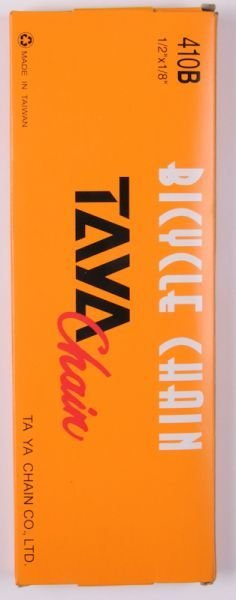 410B
1/2"x1/8"
BICYCLE CHAIN
TAYA
Chain
MADE IN TAIWAN
TA YA CHAIN CO., LTD.